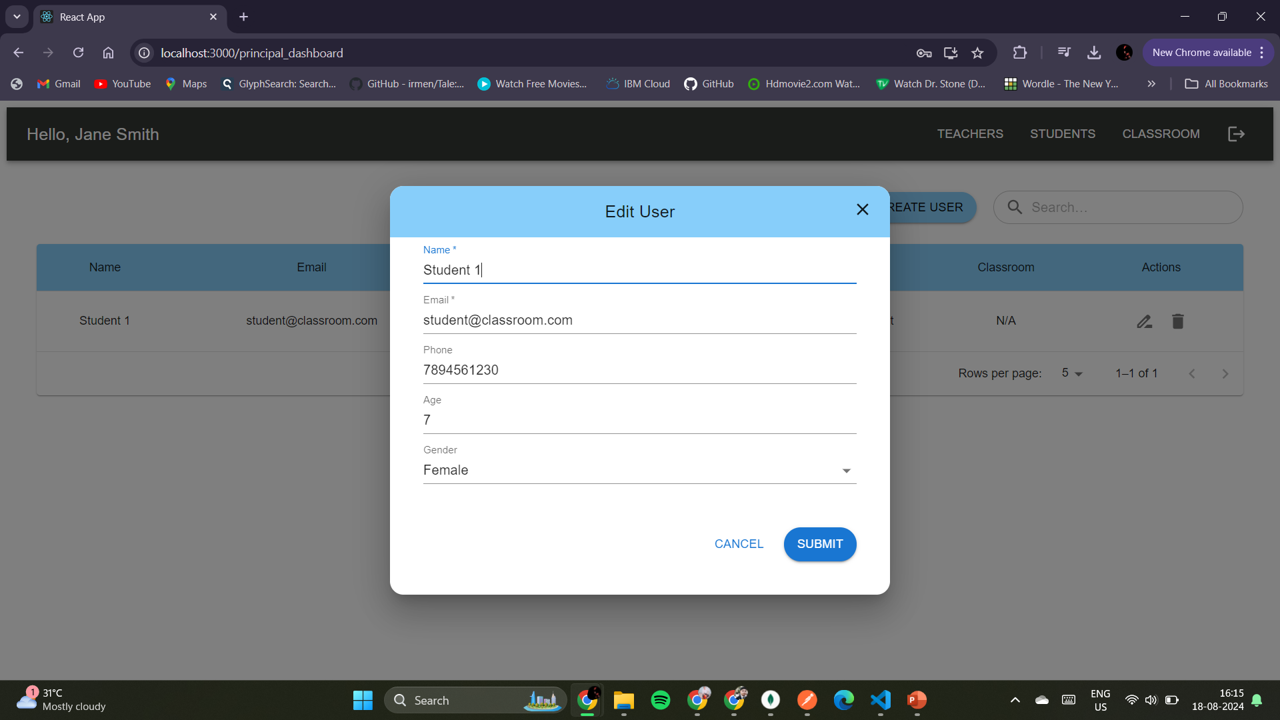 React App
localhost:3000/principal_dashboard
New Chrome available
Gmail
YouTube
Maps
GlyphSearch: Search...
GitHub - irmen/Tale:...
Watch Free Movies...
IBM Cloud
GitHub
Hdmovie2.com Wat...
Watch Dr. Stone (D...
Wordle - The New Y...
All Bookmarks
Hello, Jane Smith
TEACHERS
STUDENTS
CLASSROOM
REATE USER
Search...
Edit User
Name
Email
Classroom
Actions
Student 1
student@classroom.com
t
N/A
Rows per page:
5
1–1 of 1
Name *
Student 1
Email *
student@classroom.com
Phone
7894561230
Age
7
Gender
Female
CANCEL
SUBMIT
1
31°C
Mostly cloudy
Search
ENG
US
16:15
18-08-2024